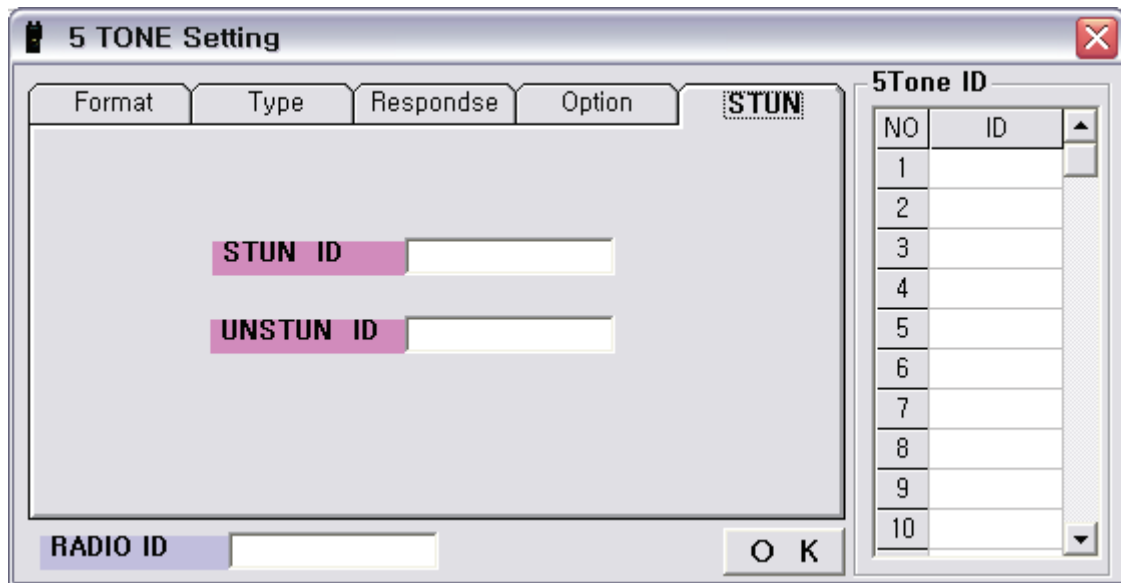 5 TONE Setting
Format Type Respondse Option STUN
STUN ID
UNSTUN ID
RADIO ID
O K
5Tone ID
NO ID
1
2
3
4
5
6
7
8
9
10